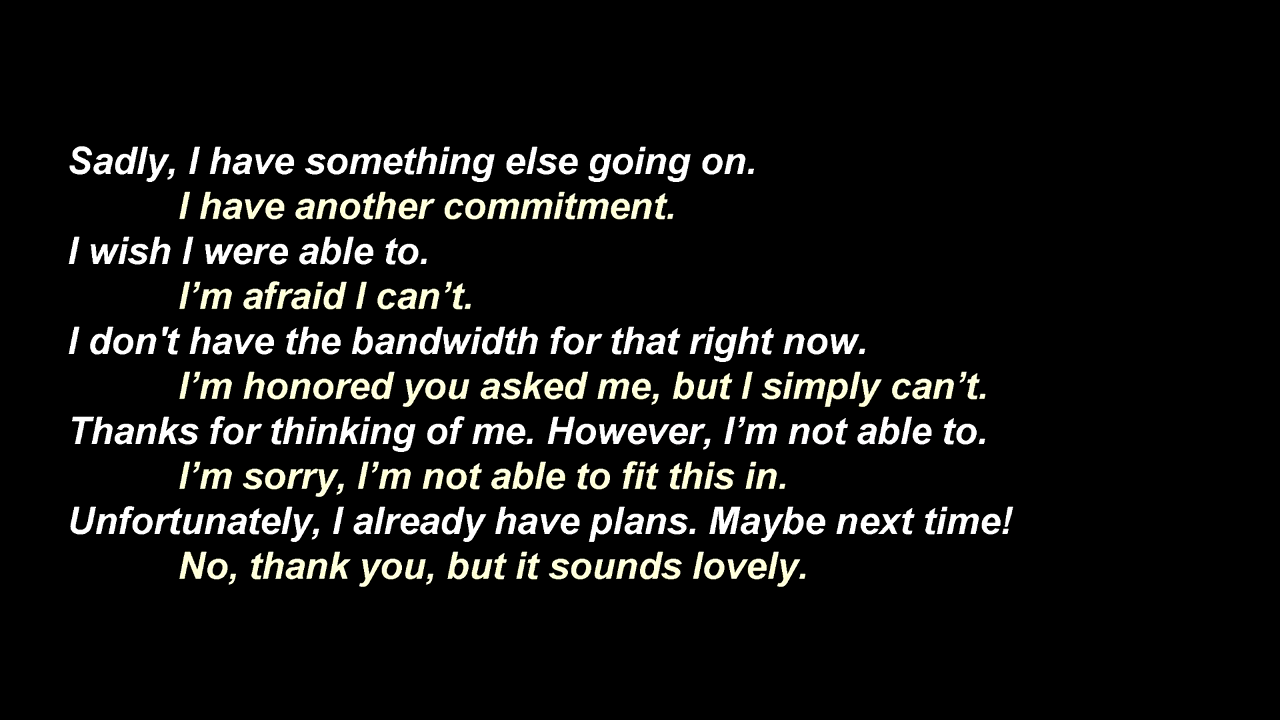 Sadly, I have something else going on.
I have another commitment.
I wish I were able to.
I’m afraid I can’t.
I don't have the bandwidth for that right now.
I’m honored you asked me, but I simply can’t.
Thanks for thinking of me. However, I’m not able to.
I’m sorry, I’m not able to fit this in.
Unfortunately, I already have plans. Maybe next time!
No, thank you, but it sounds lovely.